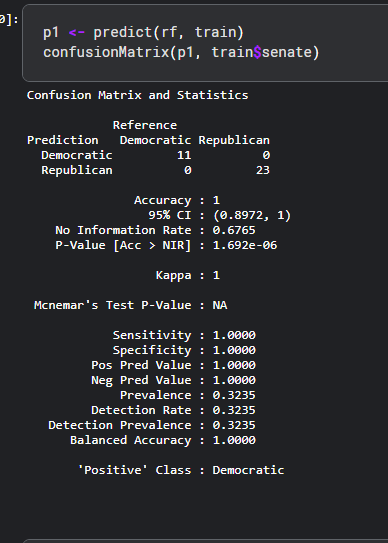 0]:
p1 <- predict(rf, train)
confusionMatrix(p1, train$senate)
Confusion Matrix and Statistics
Reference
Prediction Democratic Republican
Democratic 11 0
Republican 0 23
Accuracy : 1
95% CI : (0.8972, 1)
No Information Rate : 0.6765
P-Value [Acc > NIR] : 1.692e-06
Kappa : 1
Mcnemar's Test P-Value : NA
Sensitivity : 1.0000
Specificity : 1.0000
Pos Pred Value : 1.0000
Neg Pred Value : 1.0000
Prevalence : 0.3235
Detection Rate : 0.3235
Detection Prevalence : 0.3235
Balanced Accuracy : 1.0000
'Positive' Class : Democratic